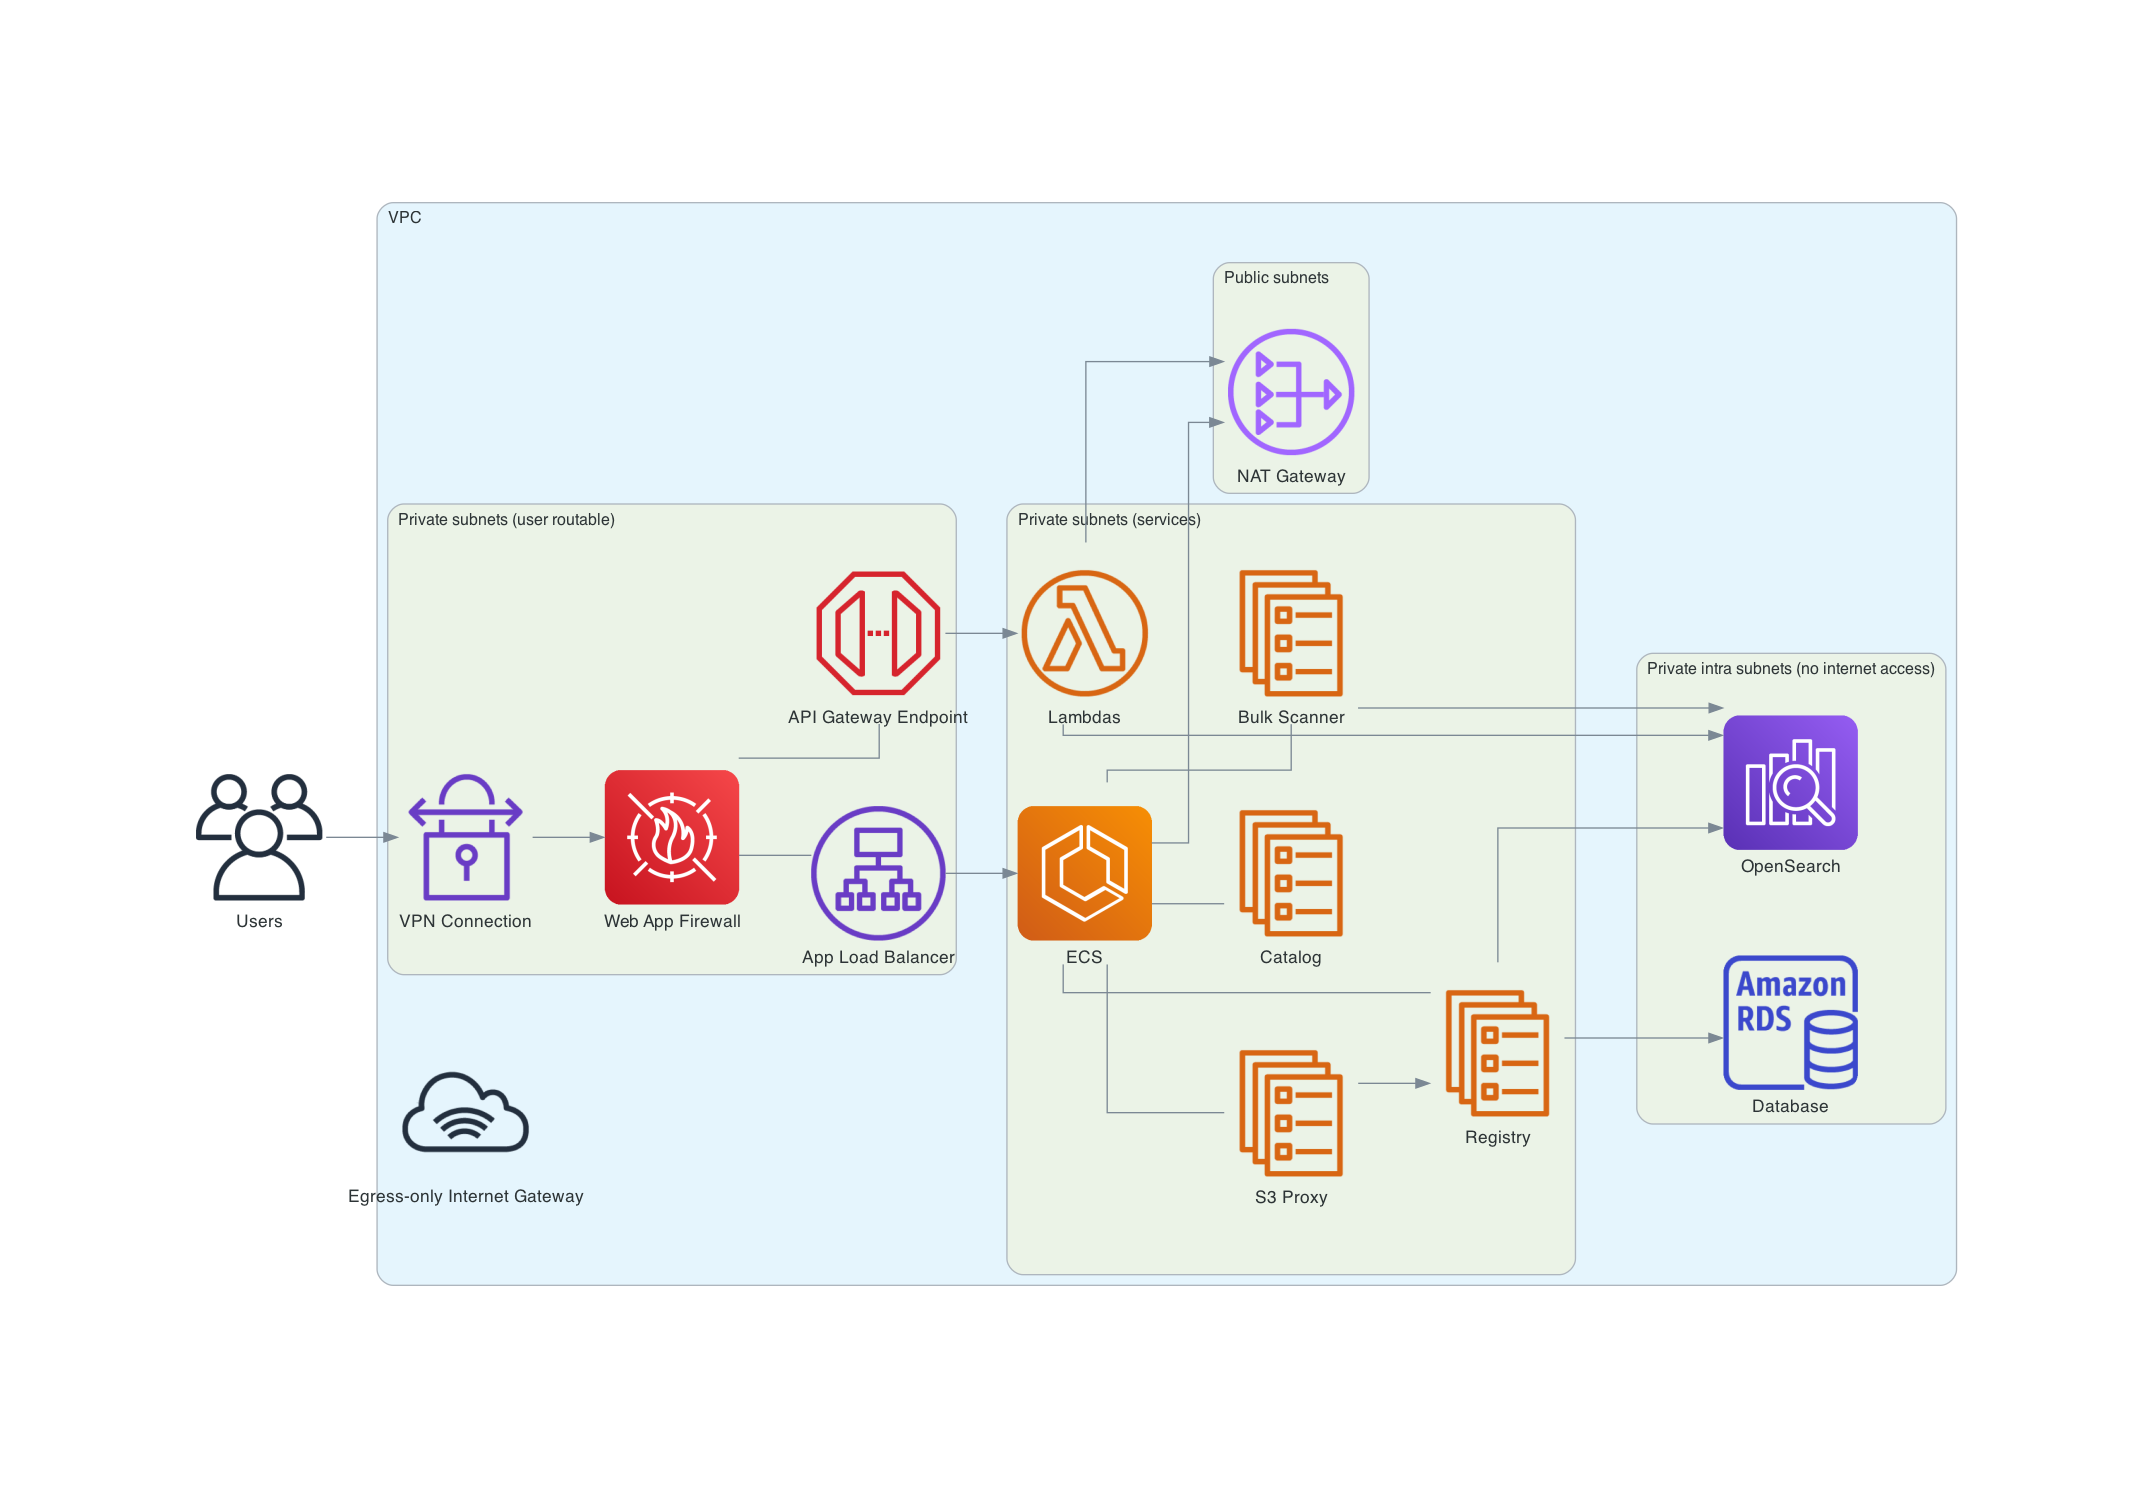 VPC
Public subnets
NAT Gateway
Private subnets (user routable)
Private subnets (services)
API Gateway Endpoint
Lambdas
Bulk Scanner
Private intra subnets (no internet access)
OpenSearch
Users
VPN Connection
Web App Firewall
App Load Balancer
ECS
Catalog
Amazon
RDS
Database
Registry
Egress-only Internet Gateway
S3 Proxy